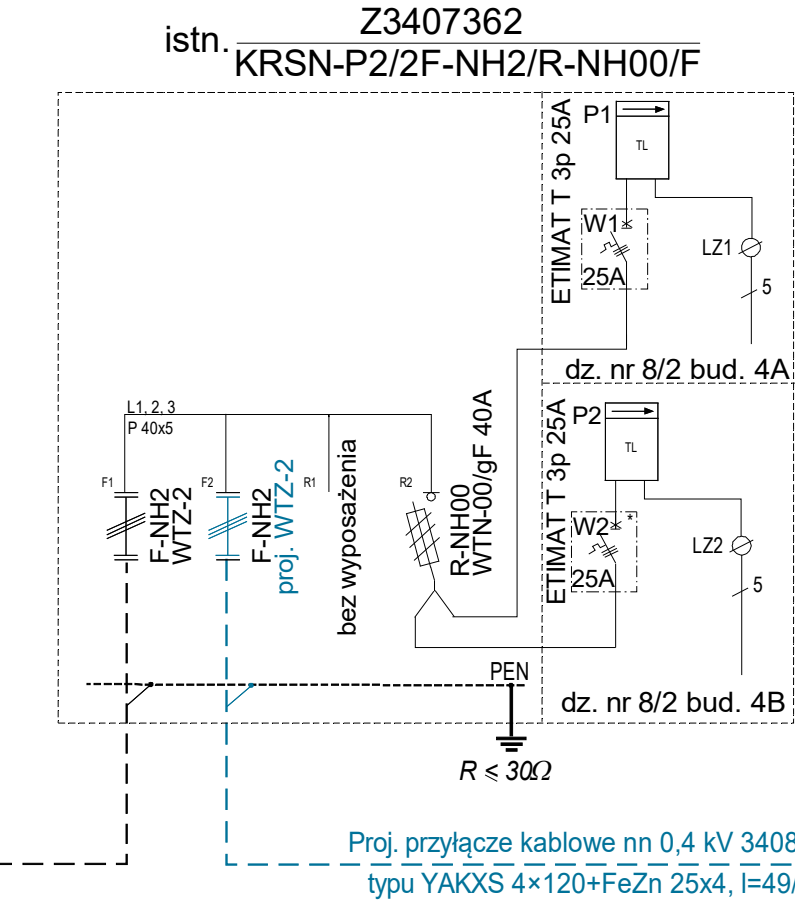 Z3407362
istn.
KRSN-P2/2F-NH2/R-NH00/F
ETIMAT T 3p 25A
P1
TL
W1
25A
LZ1
5
dz. nr 8/2 bud. 4A
ETIMAT T 3p 25A
P2
TL
W2 *
25A
LZ2
5
dz. nr 8/2 bud. 4B
L1, 2, 3
P 40x5
F1
F-NH2
WTZ-2
F2
F-NH2
proj. WTZ-2
R1
bez wyposażenia
R2
R-NH00
WTN-00/gF 40A
PEN
R ⩽ 30Ω
Proj. przyłącze kablowe nn 0,4 kV 3408
typu YAKXS 4×120+FeZn 25x4, l=49/